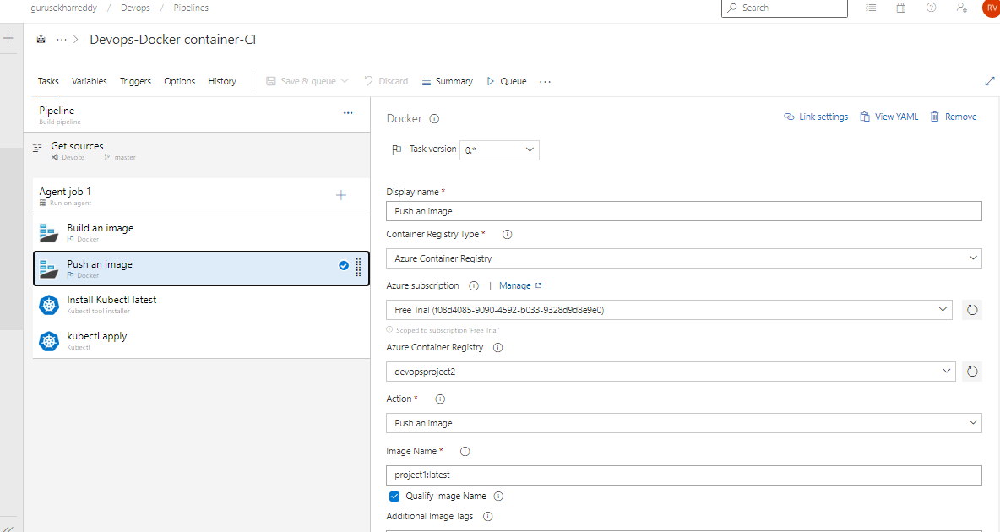 gurusekharreddy / Devops / Pipelines
Search
RV
Devops-Docker container-CI
Tasks Variables Triggers Options History Save & queue Discard Summary Queue
Pipeline
Build pipeline
Get sources
Devops master
Agent job 1
Run on agent
Build an image
Docker
Push an image
Docker
Install Kubectl latest
Kubectl tool installer
kubectl apply
Kubectl
Docker
Link settings View YAML Remove
Task version 0.*
Display name *
Push an image
Container Registry Type *
Azure Container Registry
Azure subscription | Manage
Free Trial (f08d4085-9090-4592-b033-9328d9d8e9e0)
Scoped to subscription 'Free Trial'
Azure Container Registry
devopsproject2
Action *
Push an image
Image Name *
project1:latest
Qualify Image Name
Additional Image Tags